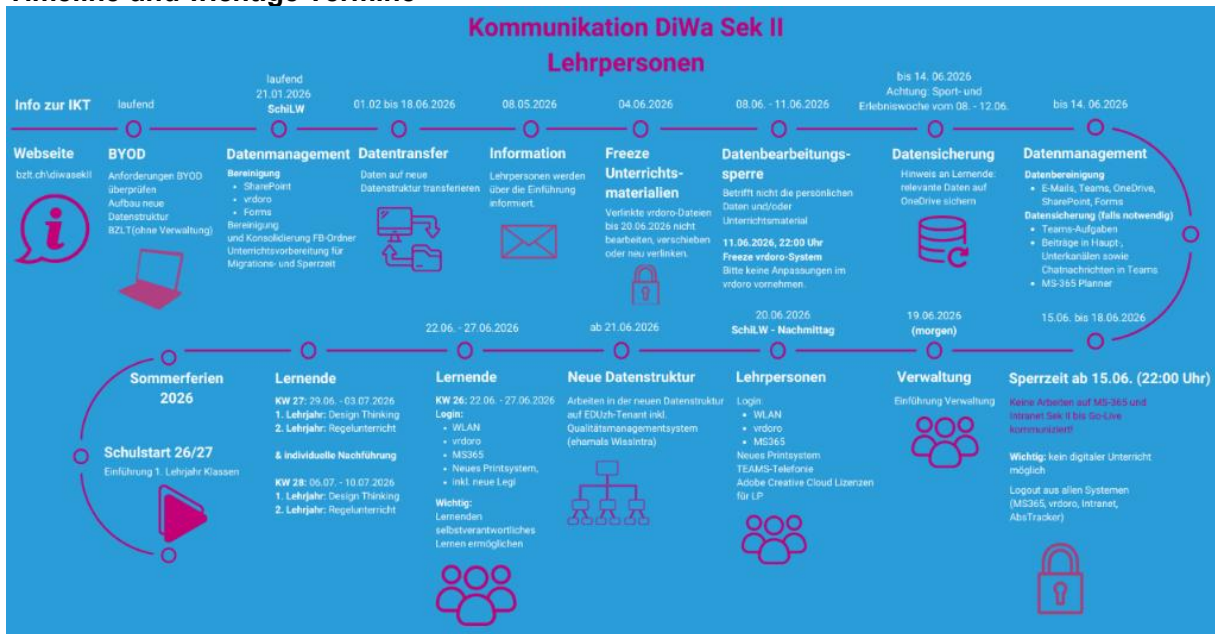 Timeline und wichtige Termine
Kommunikation DiWa Sek II
Lehrpersonen
Info zur IKT
Webseite
bzlt.ch\diwasekII
laufend
BYOD
Anforderungen BYOD
überprüfen
Aufbau neue
Datenstruktur
BZLT(ohne Verwaltung)
laufend
21.01.2026
SchiLW
Datenmanagement
Bereinigung
• SharePoint
• vrdoro
• Forms
Bereinigung
und Konsolidierung FB-Ordner
Unterrichtsvorbereitung für
Migrations- und Sperrzeit
01.02 bis 18.06.2026
Datentransfer
Daten auf neue
Datenstruktur transferieren
08.05.2026
Information
Lehrpersonen werden
über die Einführung
informiert.
04.06.2026
Freeze
Unterrichts-
materialien
Verlinkte vrdoro-Dateien
bis 20.06.2026 nicht
bearbeiten, verschieben
oder neu verlinken.
08.06. - 11.06.2026
Datenbearbeitungs-
sperre
Betrifft nicht die persönlichen
Daten und/oder
Unterrichtsmaterial
11.06.2026, 22:00 Uhr
Freeze vrdoro-System
Bitte keine Anpassungen im
vrdoro vornehmen.
bis 14. 06.2026
Achtung: Sport- und
Erlebniswoche vom 08. - 12.06.
Datensicherung
Hinweis an Lernende:
relevante Daten auf
OneDrive sichern
bis 14. 06.2026
Datenmanagement
Datenbereinigung
• E-Mails, Teams, OneDrive,
SharePoint, Forms
Datensicherung (falls notwendig)
• Teams-Aufgaben
• Beiträge in Haupt-,
Unterkanälen sowie
Chatnachrichten in Teams
• MS-365 Planner
15.06. bis 18.06.2026
Sperrzeit ab 15.06. (22:00 Uhr)
Keine Arbeiten auf MS-365 und
Intranet Sek II bis Go-Live
kommuniziert!
Wichtig: kein digitaler Unterricht
möglich
Logout aus allen Systemen
(MS365, vrdoro, Intranet,
AbsTracker)
19.06.2026
(morgen)
Verwaltung
Einführung Verwaltung
20.06.2026
SchiLW - Nachmittag
Lehrpersonen
Login:
• WLAN
• vrdoro
• MS365
Neues Printsystem
TEAMS-Telefonie
Adobe Creative Cloud Lizenzen
für LP
ab 21.06.2026
Neue Datenstruktur
Arbeiten in der neuen Datenstruktur
auf EDUzh-Tenant inkl.
Qualitätsmanagementsystem
(ehamals WissIntra)
22.06. - 27.06.2026
Lernende
KW 26: 22.06. - 27.06.2026
Login:
• WLAN
• vrdoro
• MS365
• Neues Printsystem,
• inkl. neue Legi
Wichtig:
Lernenden
selbstverantwortliches
Lernen ermöglichen
Lernende
KW 27: 29.06. - 03.07.2026
1. Lehrjahr: Design Thinking
2. Lehrjahr: Regelunterricht
& individuelle Nachführung
KW 28: 06.07. - 10.07.2026
1. Lehrjahr: Design Thinking
2. Lehrjahr: Regelunterricht
Sommerferien
2026
Schulstart 26/27
Einführung 1. Lehrjahr Klassen